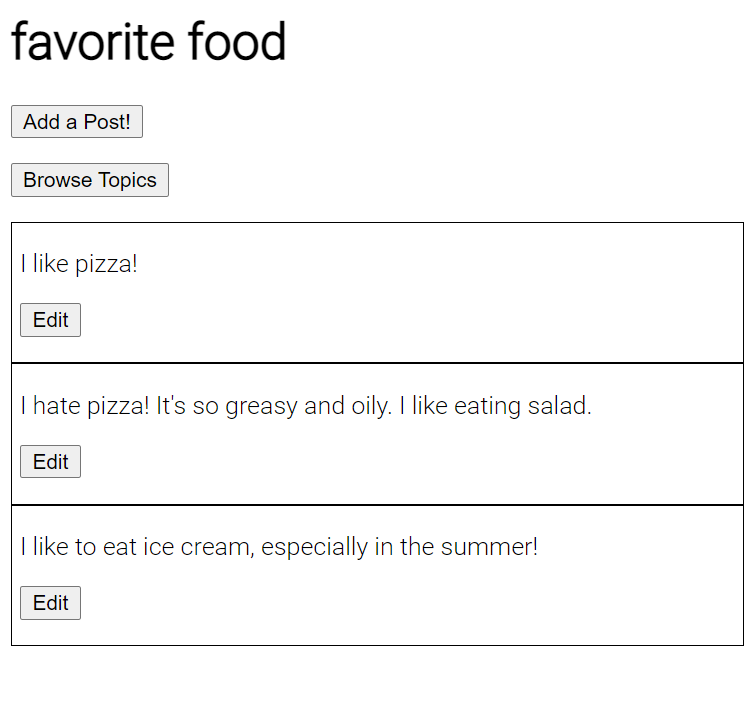 favorite food
Add a Post!
Browse Topics
I like pizza!
Edit
I hate pizza! It's so greasy and oily. I like eating salad.
Edit
I like to eat ice cream, especially in the summer!
Edit